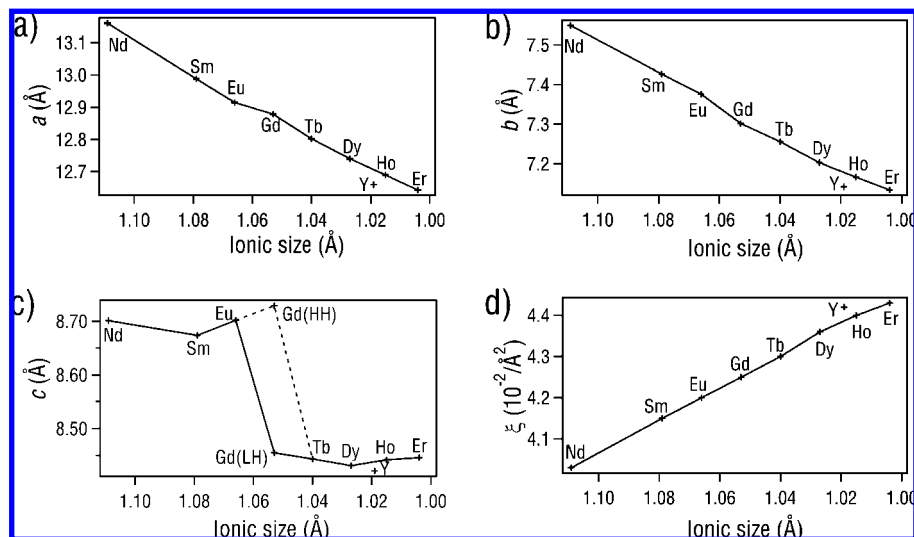 a)
13.1
13.0
12.9
12.8
12.7
a (Å)
Nd
Sm
Eu
Gd
Tb
Dy
Ho
Y
Er
1.10 1.08 1.06 1.04 1.02 1.00
Ionic size (Å)
b)
7.5
7.4
7.3
7.2
b (Å)
Nd
Sm
Eu
Gd
Tb
Dy
Ho
Y
Er
1.10 1.08 1.06 1.04 1.02 1.00
Ionic size (Å)
c)
8.70
8.60
8.50
c (Å)
Nd
Sm
Eu
Gd(HH)
Gd(LH)
Tb
Dy
Ho
Y
Er
1.10 1.08 1.06 1.04 1.02 1.00
Ionic size (Å)
d)
4.4
4.3
4.2
4.1
ξ (10⁻²/Å²)
Nd
Sm
Eu
Gd
Tb
Dy
Y
Ho
Er
1.10 1.08 1.06 1.04 1.02 1.00
Ionic size (Å)